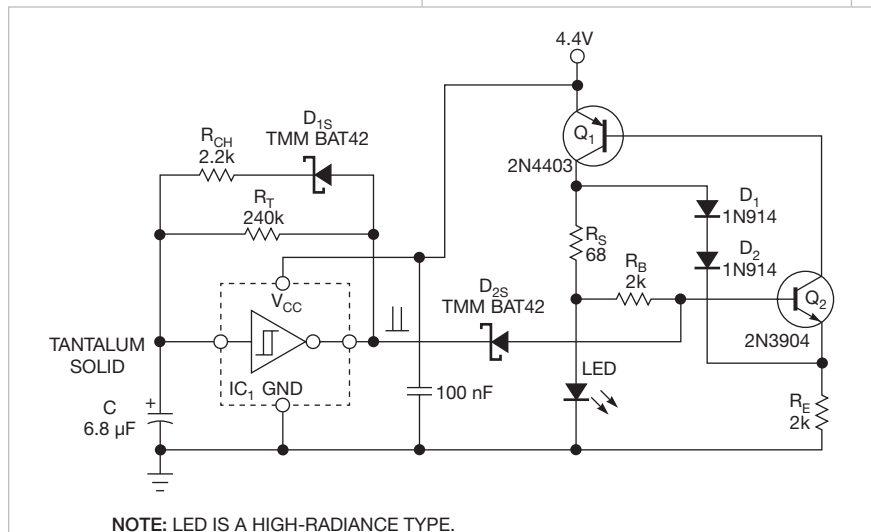 4.4V
D1S
TMM BAT42
RCH
2.2k
Q1
2N4403
RT
240k
D1
1N914
RS
68
D2
1N914
RB
2k
D2S
TMM BAT42
Q2
2N3904
VCC
TANTALUM
SOLID
IC1 GND
LED
C
6.8 µF
+
100 nF
RE
2k
NOTE: LED IS A HIGH-RADIANCE TYPE.